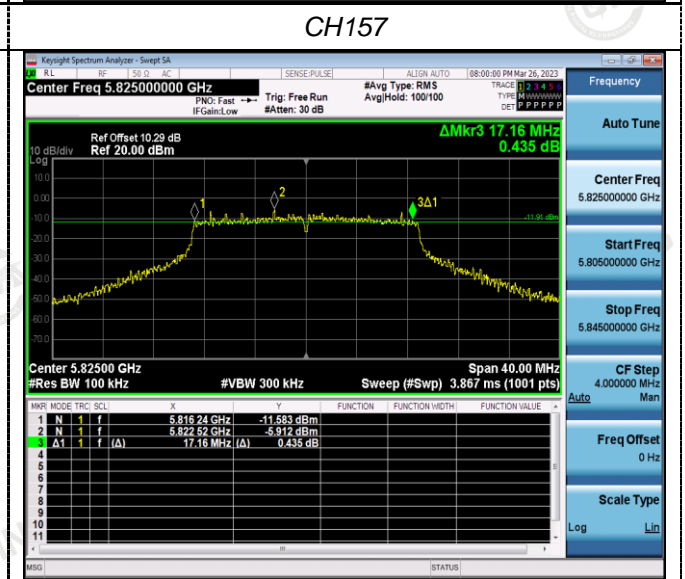 CH157
Keysight Spectrum Analyzer - Swept SA
RL RF 50 Ω AC SENSE:PULSE ALIGN AUTO 08:00:00 PM Mar 26, 2023
Center Freq 5.825000000 GHz
PNO: Fast
IFGain:Low
Trig: Free Run
#Atten: 30 dB
#Avg Type: RMS
Avg|Hold: 100/100
TRACE 1 2 3 4 5 6
TYPE M WWWWW
DET P P P P P P
Ref Offset 10.29 dB
Ref 20.00 dBm
10 dB/div
Log
ΔMkr3 17.16 MHz
0.435 dB
10.0
0.00
-10.0
-20.0
-30.0
-40.0
-50.0
-60.0
-70.0
1
2
3Δ1
-11.91 dBm
Center 5.82500 GHz Span 40.00 MHz
#Res BW 100 kHz #VBW 300 kHz Sweep (#Swp) 3.867 ms (1001 pts)
MKR MODE TRC SCL X Y FUNCTION FUNCTION WIDTH FUNCTION VALUE
1 N 1 f 5.816 24 GHz -11.583 dBm
2 N 1 f 5.822 52 GHz -5.912 dBm
3 Δ1 1 f (Δ) 17.16 MHz (Δ) 0.435 dB
4
5
6
7
8
9
10
11
MSG STATUS
Frequency
Auto Tune
Center Freq
5.825000000 GHz
Start Freq
5.805000000 GHz
Stop Freq
5.845000000 GHz
CF Step
4.000000 MHz
Auto Man
Freq Offset
0 Hz
Scale Type
Log Lin